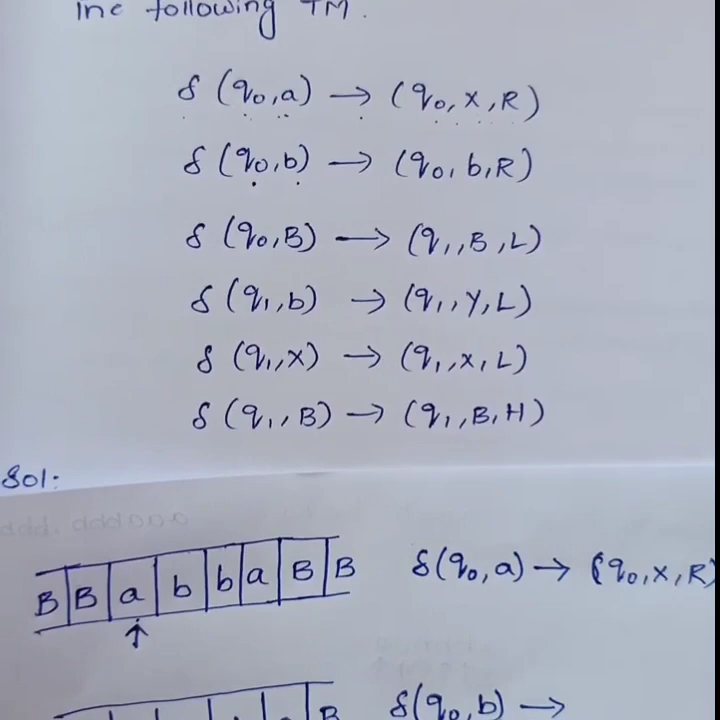 The following TM.
δ (q₀,a) → (q₀, x, R)
δ (q₀,b) → (q₀, b, R)
δ (q₀,B) → (q₁, B, L)
δ (q₁,b) → (q₁, y, L)
δ (q₁,x) → (q₁, x, L)
δ (q₁, B) → (q₁, B, H)
Sol:
B B a b b a B B δ(q₀,a) → (q₀,x,R)
B δ(q₀,b) →